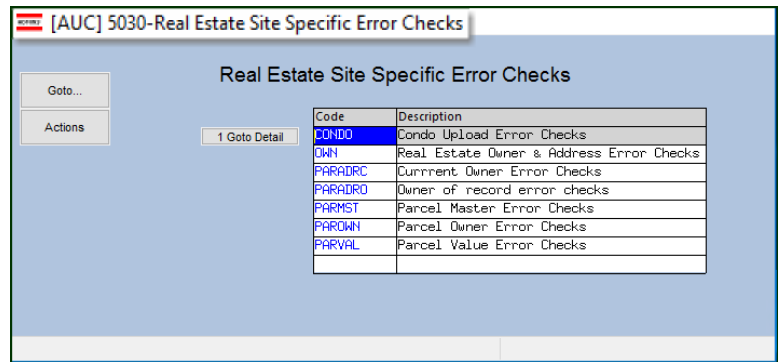 [AUC] 5030-Real Estate Site Specific Error Checks
Real Estate Site Specific Error Checks
Goto...
Actions
1 Goto Detail
Code Description
CONDO Condo Upload Error Checks
OWN Real Estate Owner & Address Error Checks
PARADRC Currrent Owner Error Checks
PARADRO Owner of record error checks
PARMST Parcel Master Error Checks
PAROWN Parcel Owner Error Checks
PARVAL Parcel Value Error Checks